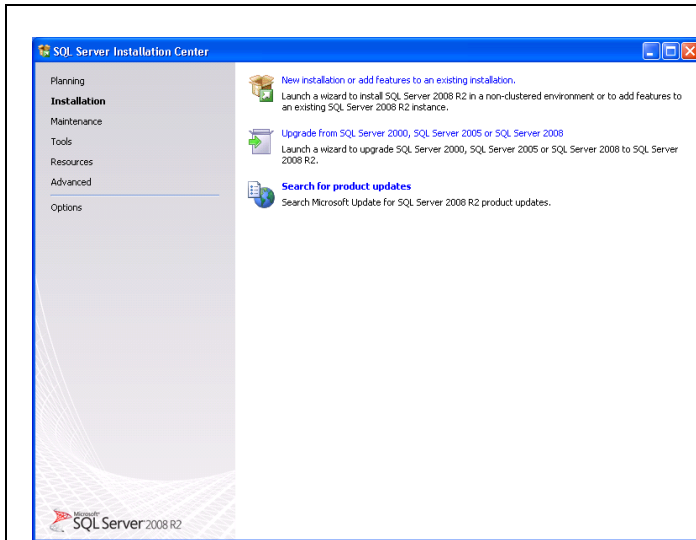 SQL Server Installation Center
Planning
Installation
Maintenance
Tools
Resources
Advanced
Options
New installation or add features to an existing installation.
Launch a wizard to install SQL Server 2008 R2 in a non-clustered environment or to add features to
an existing SQL Server 2008 R2 instance.
Upgrade from SQL Server 2000, SQL Server 2005 or SQL Server 2008
Launch a wizard to upgrade SQL Server 2000, SQL Server 2005 or SQL Server 2008 to SQL Server
2008 R2.
Search for product updates
Search Microsoft Update for SQL Server 2008 R2 product updates.
Microsoft
SQL Server 2008 R2